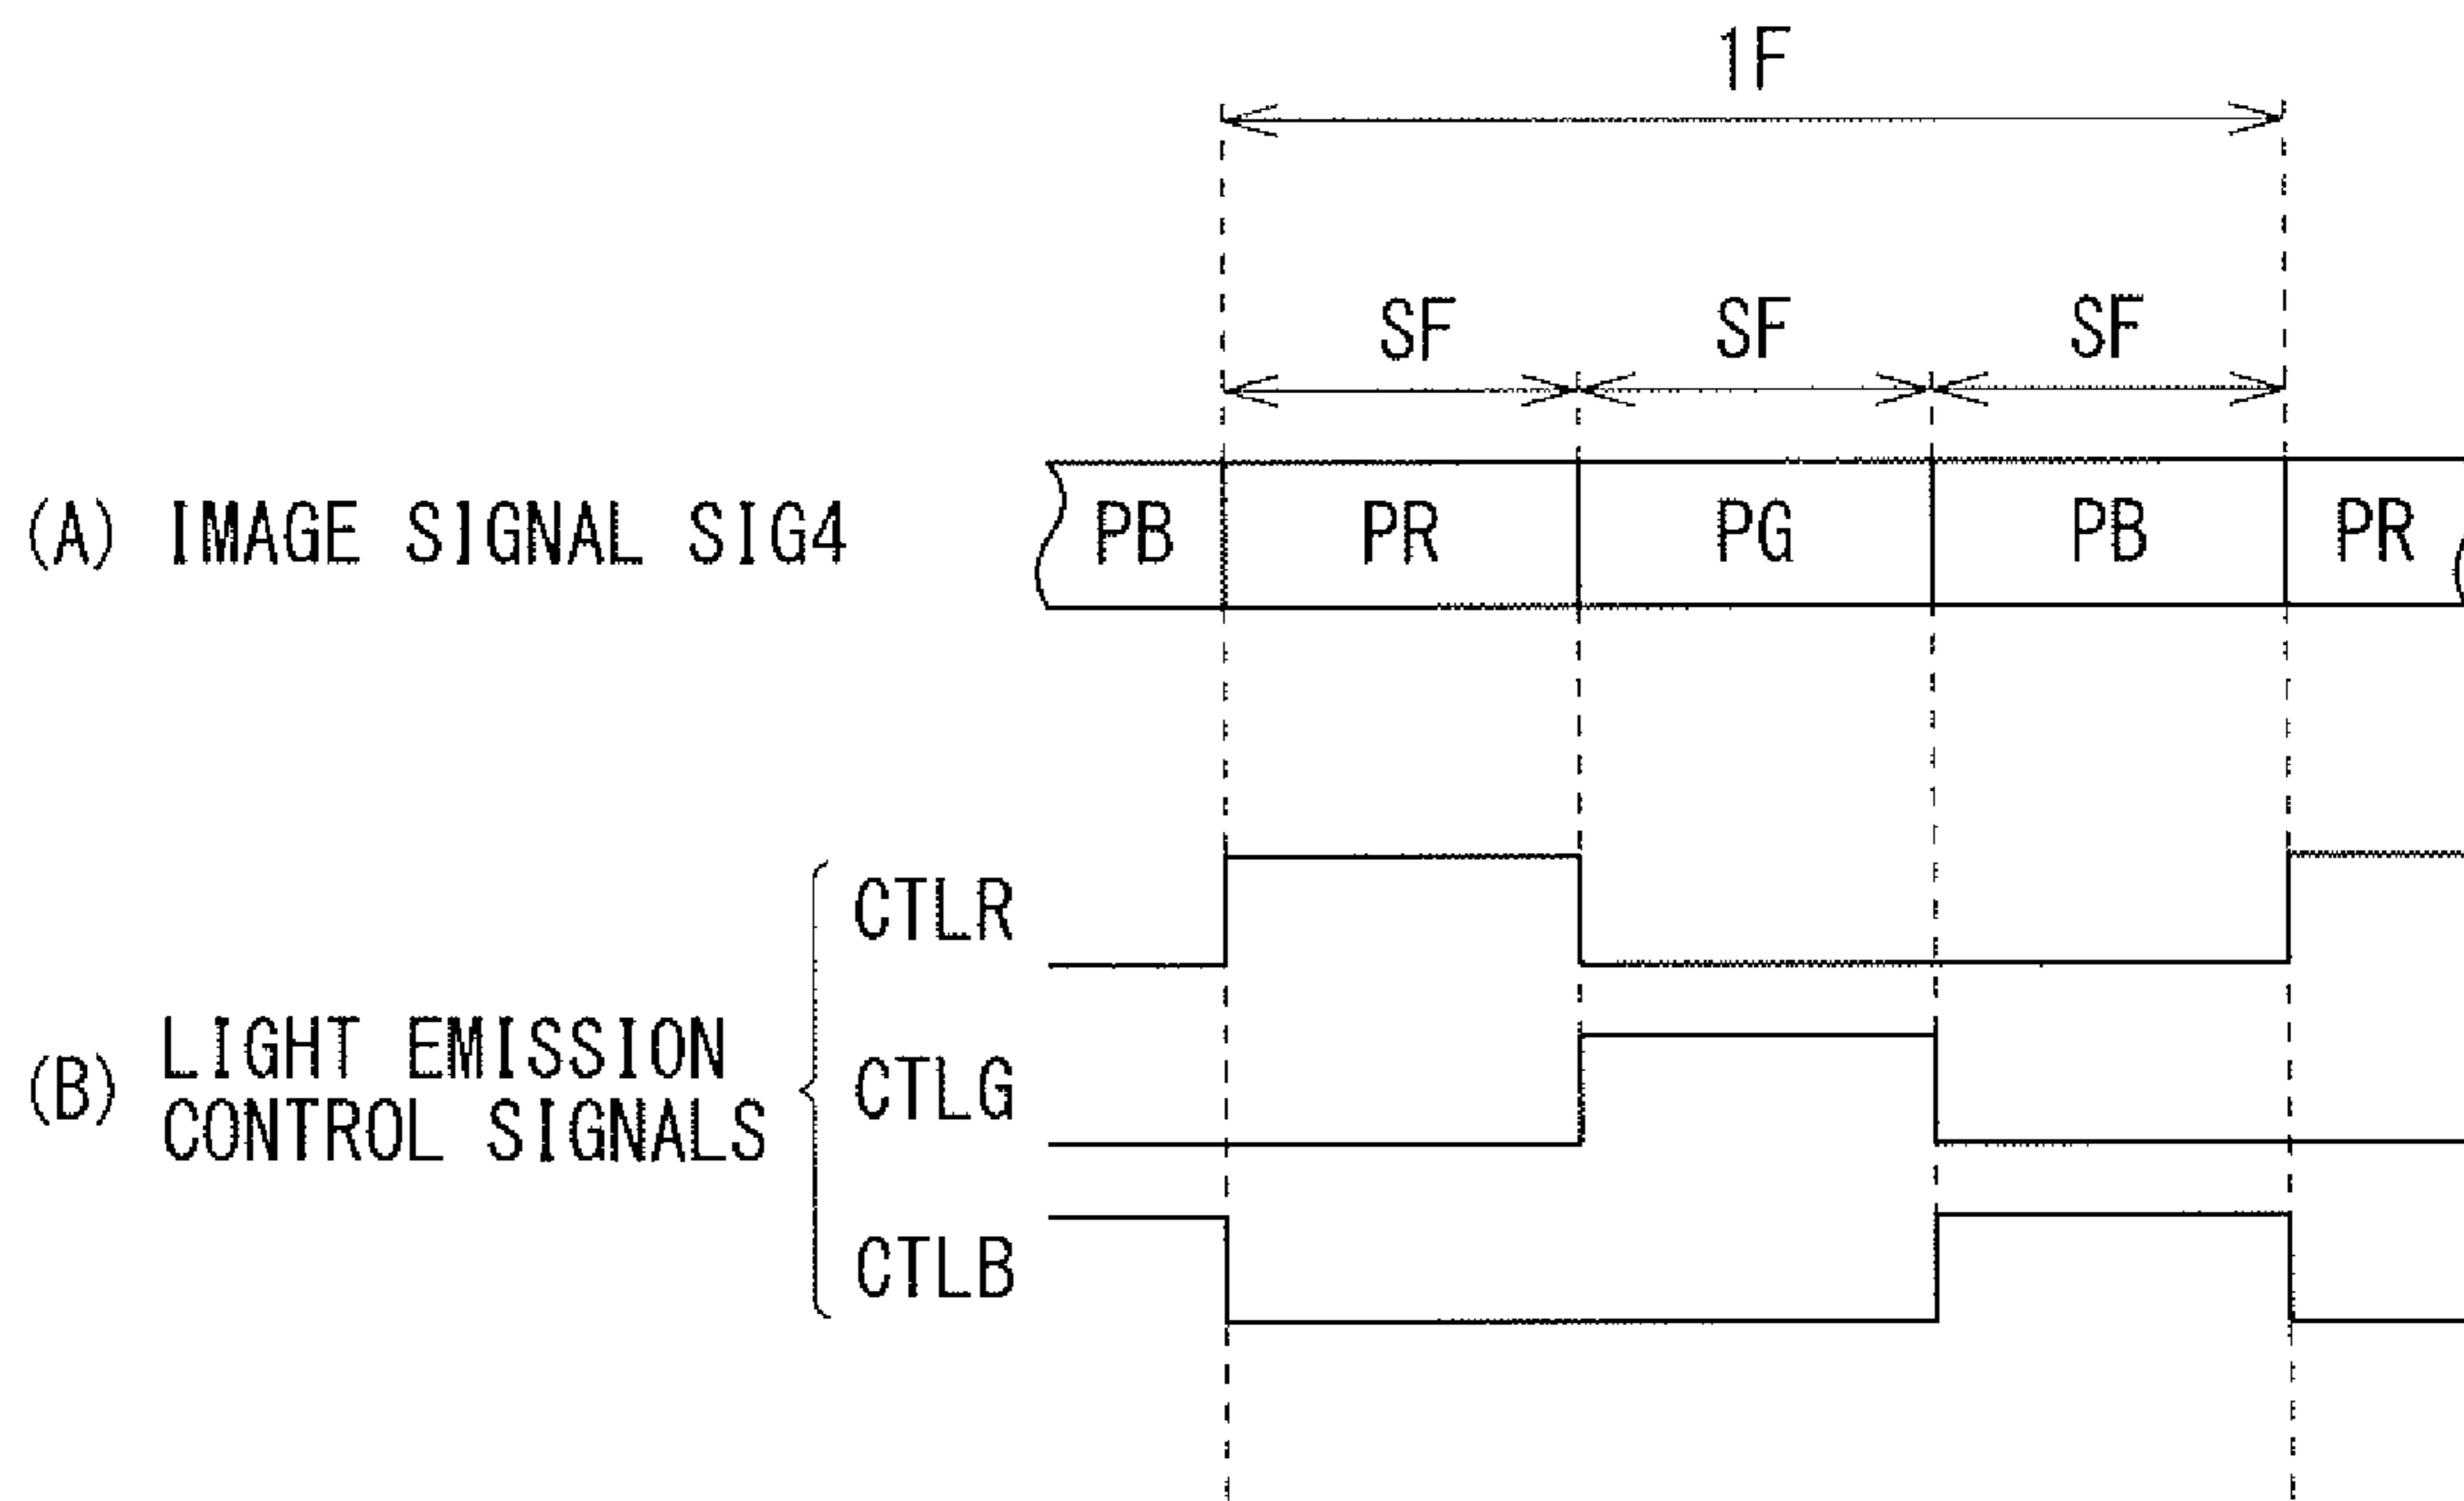 1F
SF SF SF
(A) IMAGE SIGNAL SIG4 PB PR PG PB PR
CTLR
(B) LIGHT EMISSION
CONTROL SIGNALS
CTLG
CTLB